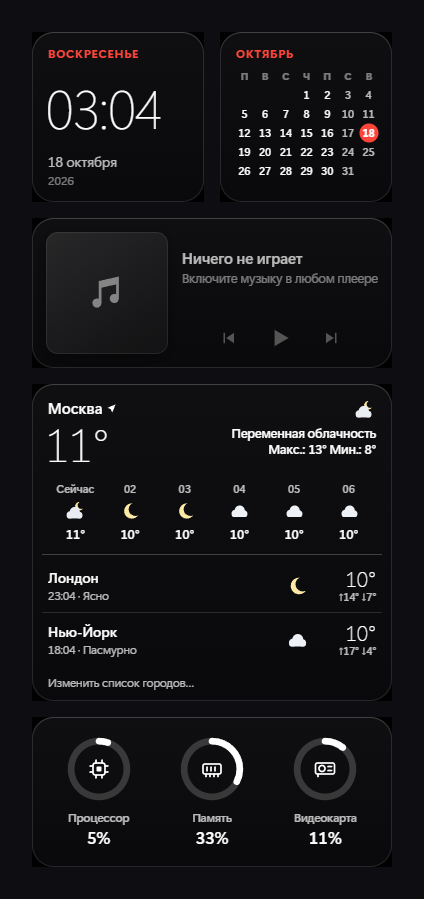 ВОСКРЕСЕНЬЕ
03:04
18 октября
2026
ОКТЯБРЬ
П В С Ч П С В
1 2 3 4
5 6 7 8 9 10 11
12 13 14 15 16 17 18
19 20 21 22 23 24 25
26 27 28 29 30 31
Ничего не играет
Включите музыку в любом плеере
Москва
11°
Переменная облачность
Макс.: 13° Мин.: 8°
Сейчас 02 03 04 05 06
11° 10° 10° 10° 10° 10°
Лондон
23:04 · Ясно
10°
↑14° ↓7°
Нью-Йорк
18:04 · Пасмурно
10°
↑17° ↓4°
Изменить список городов...
Процессор Память Видеокарта
5% 33% 11%